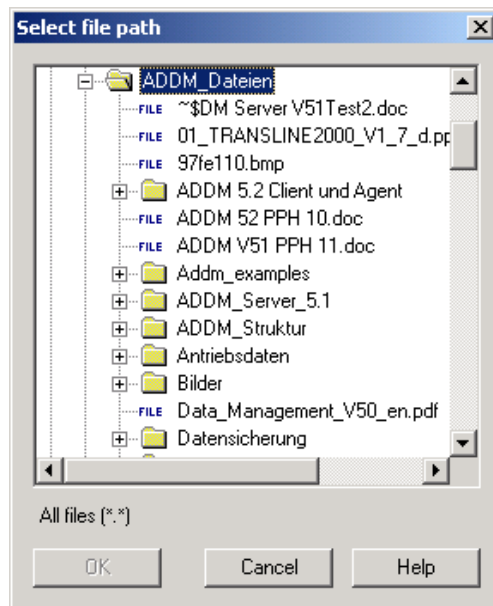 Select file path
ADDM_Dateien
FILE ~$DM Server V51Test2.doc
FILE 01_TRANSLINE2000_V1_7_d.pp
FILE 97fe110.bmp
ADDM 5.2 Client und Agent
FILE ADDM 52 PPH 10.doc
FILE ADDM V51 PPH 11.doc
Addm_examples
ADDM_Server_5.1
ADDM_Struktur
Antriebsdaten
Bilder
FILE Data_Management_V50_en.pdf
Datensicherung
All files (*.*)
OK Cancel Help